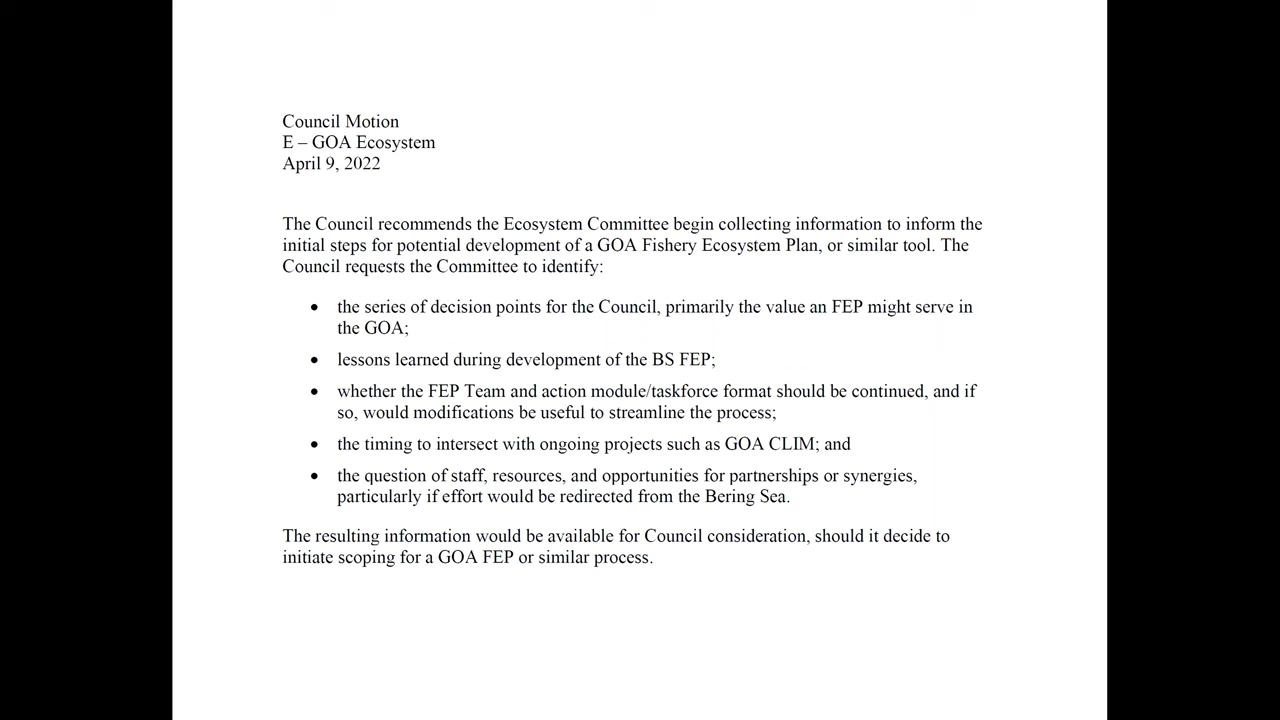 Council Motion
E – GOA Ecosystem
April 9, 2022
The Council recommends the Ecosystem Committee begin collecting information to inform the
initial steps for potential development of a GOA Fishery Ecosystem Plan, or similar tool. The
Council requests the Committee to identify:
• the series of decision points for the Council, primarily the value an FEP might serve in
the GOA;
• lessons learned during development of the BS FEP;
• whether the FEP Team and action module/taskforce format should be continued, and if
so, would modifications be useful to streamline the process;
• the timing to intersect with ongoing projects such as GOA CLIM; and
• the question of staff, resources, and opportunities for partnerships or synergies,
particularly if effort would be redirected from the Bering Sea.
The resulting information would be available for Council consideration, should it decide to
initiate scoping for a GOA FEP or similar process.